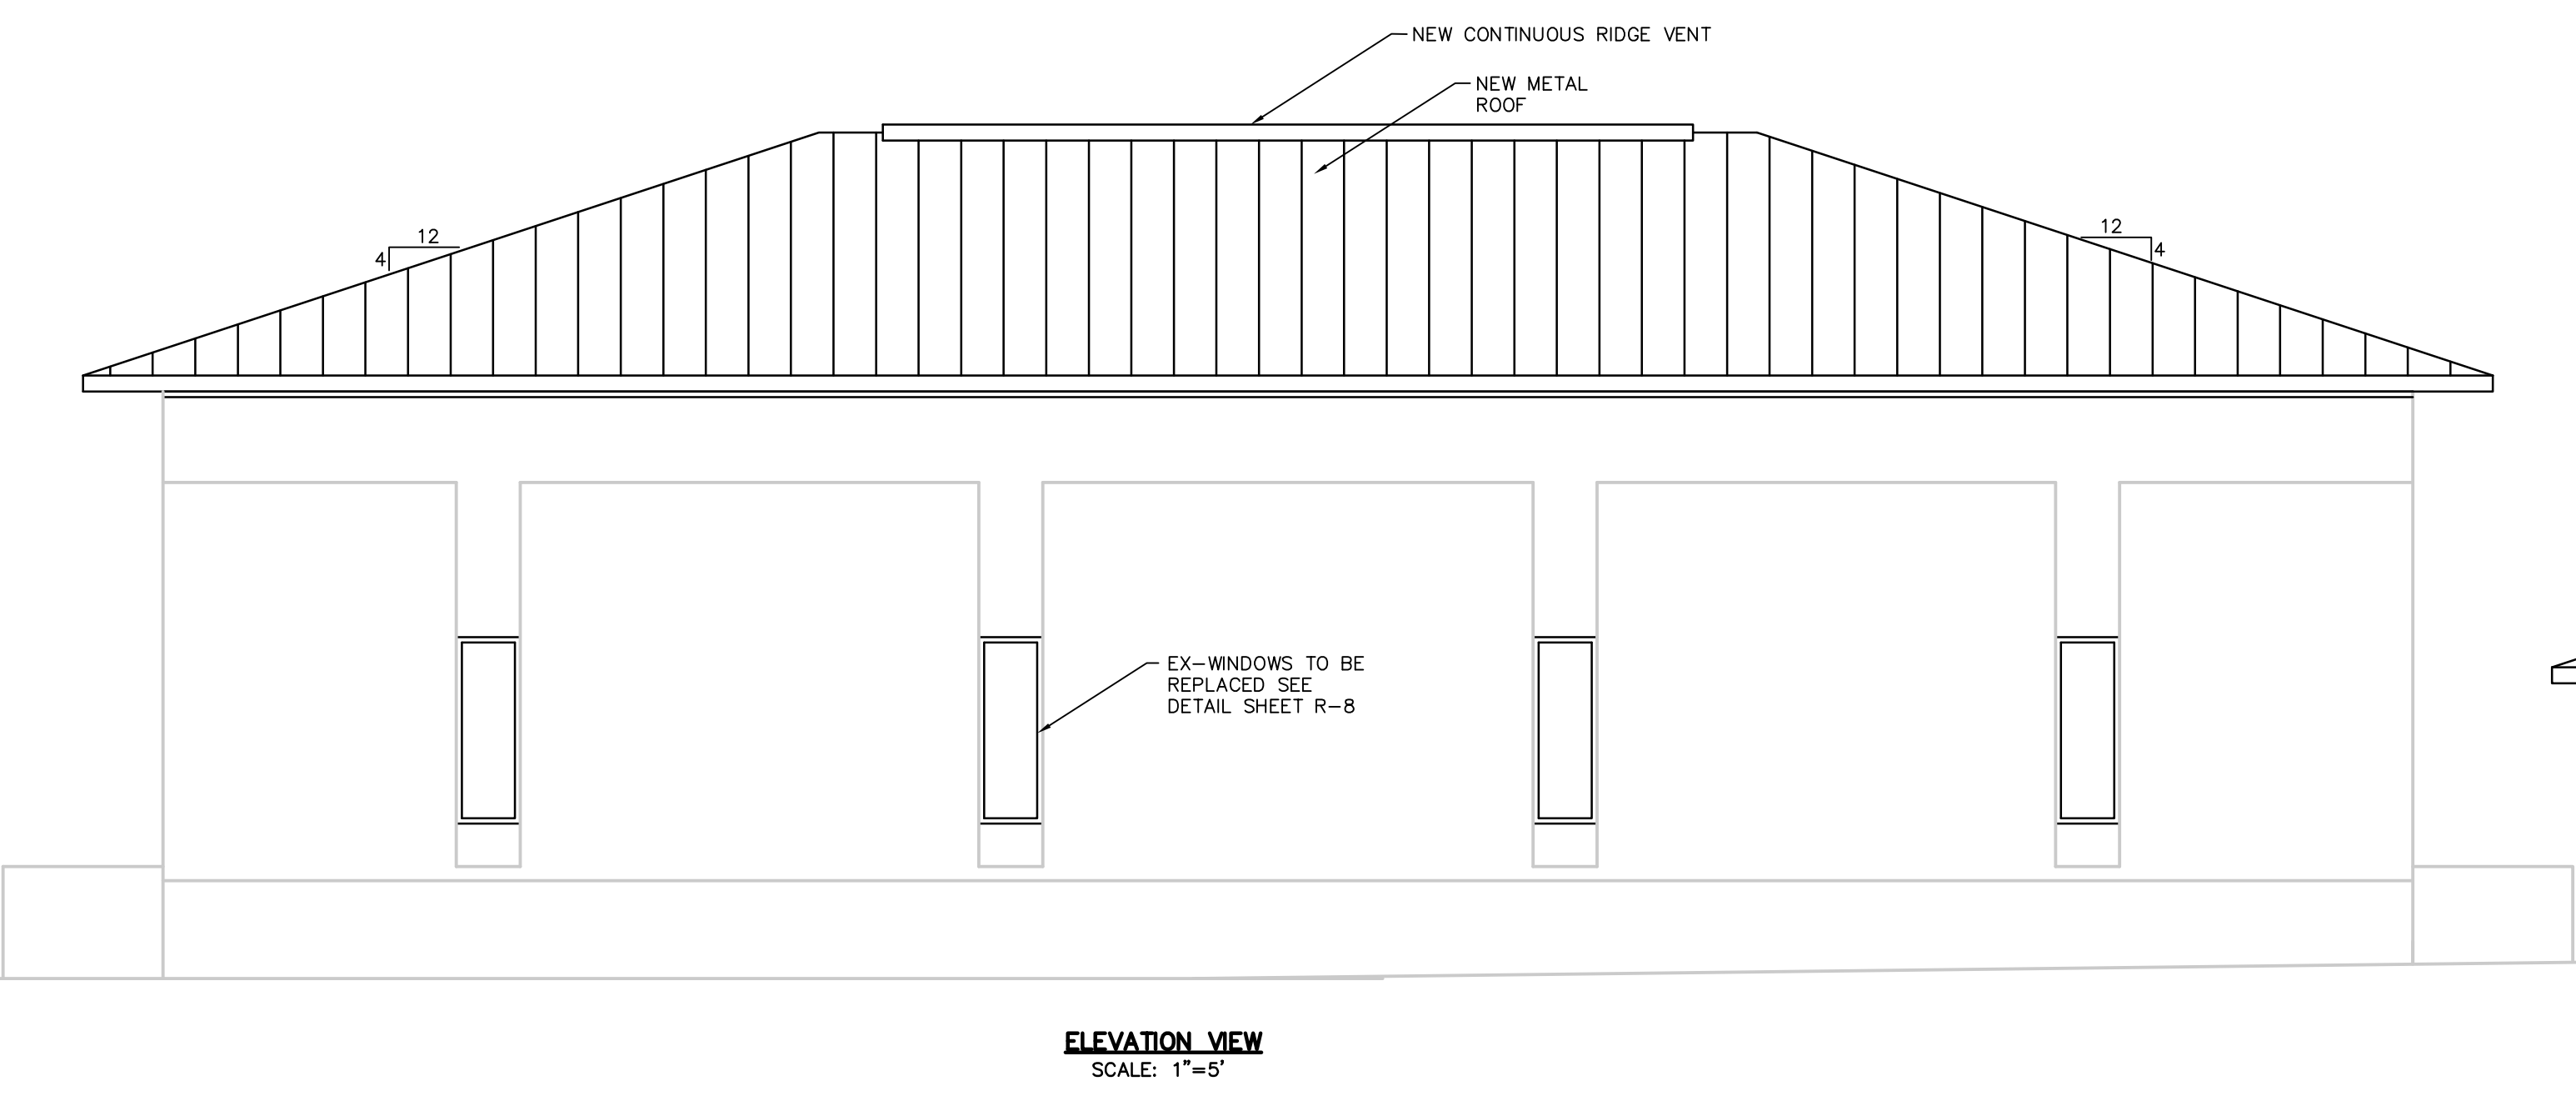 NEW CONTINUOUS RIDGE VENT
NEW METAL
ROOF
12
4
12
4
EX-WINDOWS TO BE
REPLACED SEE
DETAIL SHEET R-8
ELEVATION VIEW
SCALE: 1"=5'